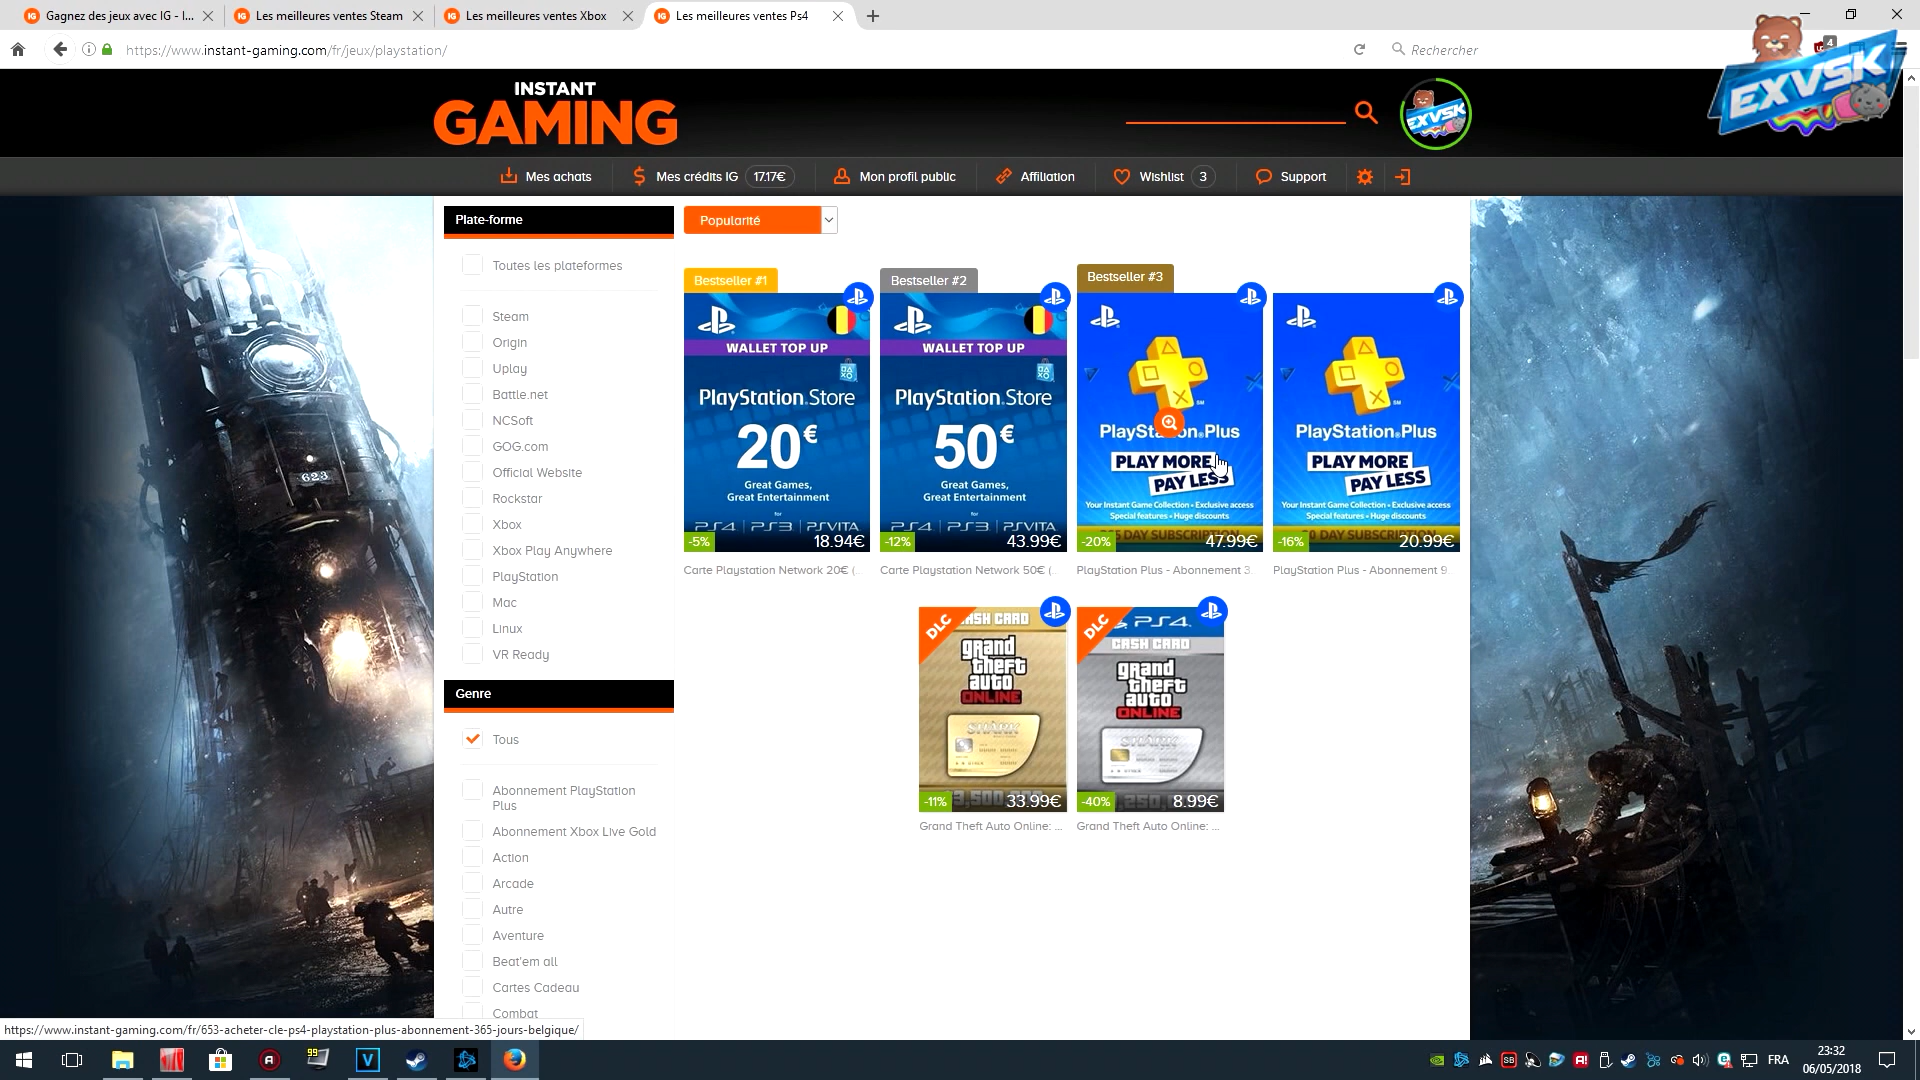 Gagnez des jeux avec IG - I...
Les meilleures ventes Steam
Les meilleures ventes Xbox
Les meilleures ventes Ps4
https://www.instant-gaming.com/fr/jeux/playstation/
Rechercher
4
EXVSK
INSTANT
GAMING
EXVSK
Mes achats
Mes crédits IG
17.17€
Mon profil public
Affiliation
Wishlist
3
Support
Plate-forme
Popularité
Toutes les plateformes
Steam
Origin
Uplay
Battle.net
NCSoft
GOG.com
Official Website
Rockstar
Xbox
Xbox Play Anywhere
PlayStation
Mac
Linux
VR Ready
Genre
Tous
Abonnement PlayStation
Plus
Abonnement Xbox Live Gold
Action
Arcade
Autre
Aventure
Beat'em all
Cartes Cadeau
Combat
Bestseller #1
WALLET TOP UP
PlayStation.Store
20€
Great Games,
Great Entertainment
for
PS4 | PS3 | PSVITA
-5%
18.94€
Carte Playstation Network 20€ (...
Bestseller #2
WALLET TOP UP
PlayStation.Store
50€
Great Games,
Great Entertainment
for
PS4 | PS3 | PSVITA
-12%
43.99€
Carte Playstation Network 50€ (...
Bestseller #3
PLAY MORE
PAY LESS
Your Instant Game Collection • Exclusive access
Special features • Huge discounts
5 DAY SUBSCRIP
-20%
47.99€
PlayStation Plus - Abonnement 3...
PlayStation®Plus
PLAY MORE
PAY LESS
Your Instant Game Collection • Exclusive access
Special features • Huge discounts
0 DAY SUBSCRIPTION
-16%
20.99€
PlayStation Plus - Abonnement 9...
DLC
CASH CARD
grand
theft
auto
ONLINE
SHARK
-11%
33.99€
Grand Theft Auto Online: ...
DLC
PS4
CASH CARD
grand
theft
auto
ONLINE
SHARK
-40%
8.99€
Grand Theft Auto Online: ...
623
https://www.instant-gaming.com/fr/653-acheter-cle-ps4-playstation-plus-abonnement-365-jours-belgique/
99
FRA
23:32
06/05/2018